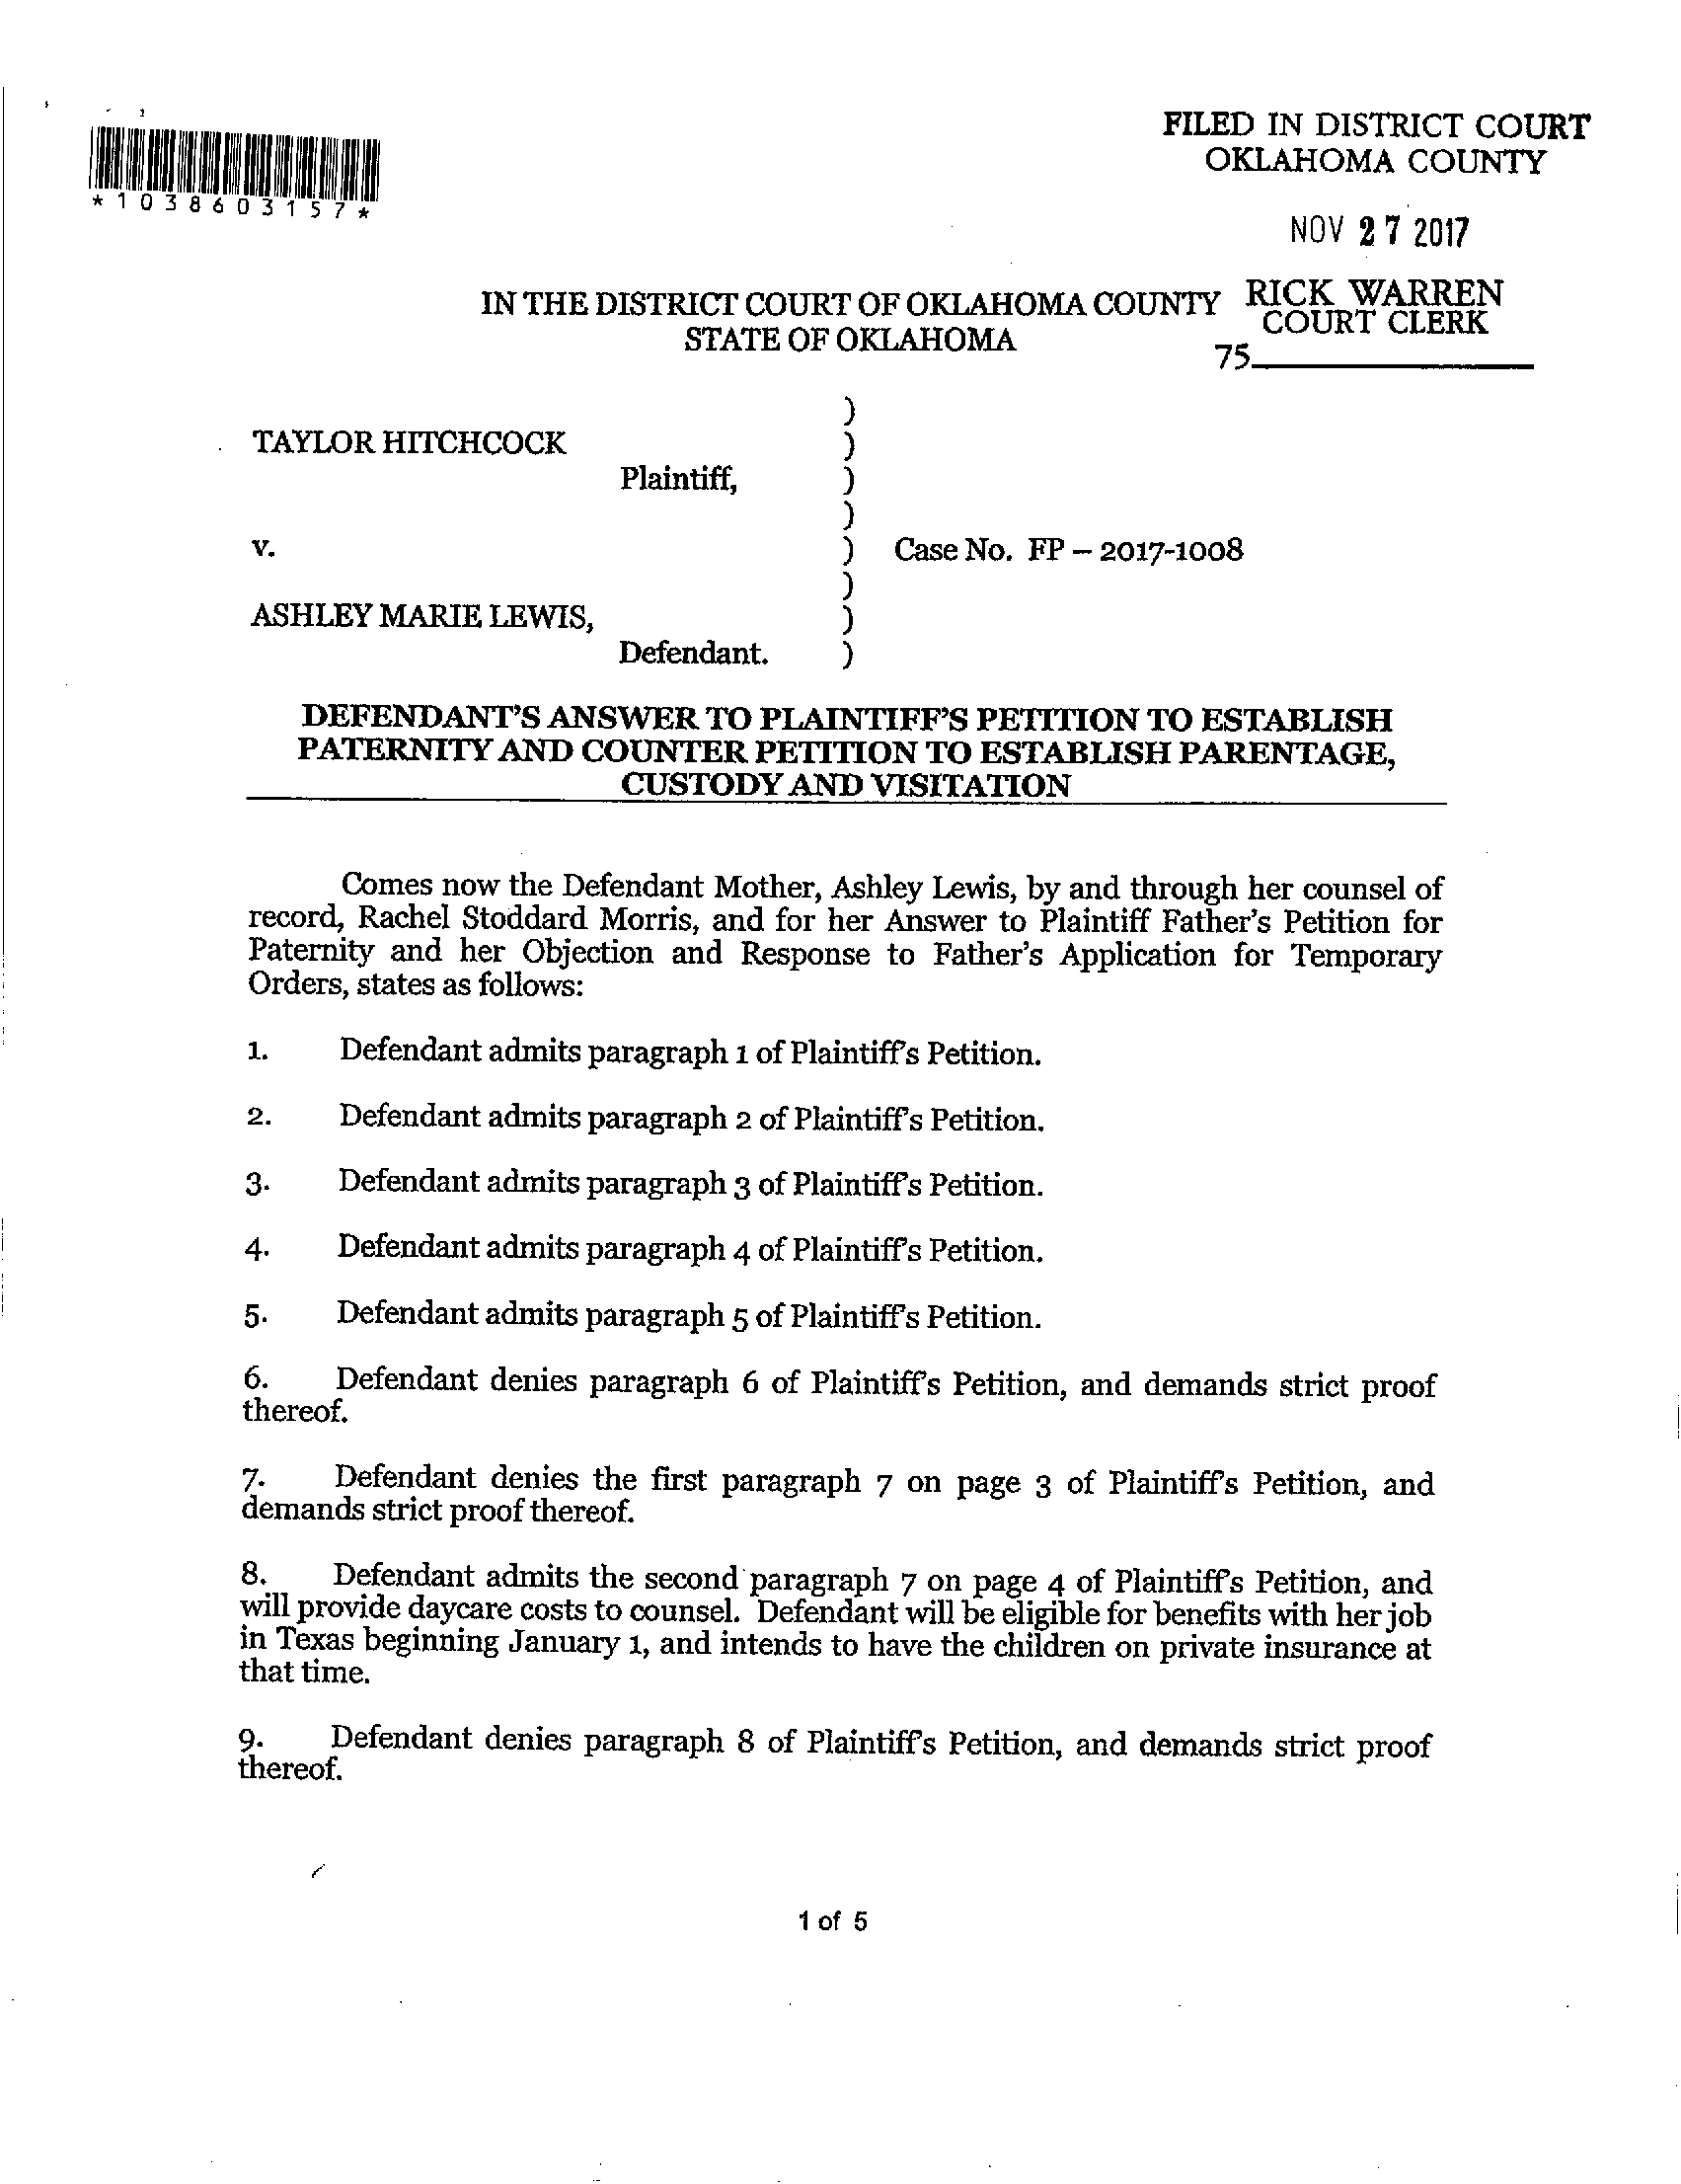 FILED IN DISTRICT COURT
OKLAHOMA COUNTY
*1038603157*
NOV 27 2017
IN THE DISTRICT COURT OF OKLAHOMA COUNTY
STATE OF OKLAHOMA
RICK WARREN
COURT CLERK
75
)
TAYLOR HITCHCOCK )
Plaintiff, )
)
v. ) Case No. FP – 2017-1008
)
ASHLEY MARIE LEWIS, )
Defendant. )
DEFENDANT'S ANSWER TO PLAINTIFF'S PETITION TO ESTABLISH
PATERNITY AND COUNTER PETITION TO ESTABLISH PARENTAGE,
CUSTODY AND VISITATION
Comes now the Defendant Mother, Ashley Lewis, by and through her counsel of
record, Rachel Stoddard Morris, and for her Answer to Plaintiff Father's Petition for
Paternity and her Objection and Response to Father's Application for Temporary
Orders, states as follows:
1. Defendant admits paragraph 1 of Plaintiff's Petition.
2. Defendant admits paragraph 2 of Plaintiff's Petition.
3. Defendant admits paragraph 3 of Plaintiff's Petition.
4. Defendant admits paragraph 4 of Plaintiff's Petition.
5. Defendant admits paragraph 5 of Plaintiff's Petition.
6. Defendant denies paragraph 6 of Plaintiff's Petition, and demands strict proof
thereof.
7. Defendant denies the first paragraph 7 on page 3 of Plaintiff's Petition, and
demands strict proof thereof.
8. Defendant admits the second paragraph 7 on page 4 of Plaintiff's Petition, and
will provide daycare costs to counsel. Defendant will be eligible for benefits with her job
in Texas beginning January 1, and intends to have the children on private insurance at
that time.
9. Defendant denies paragraph 8 of Plaintiff's Petition, and demands strict proof
thereof.
1 of 5